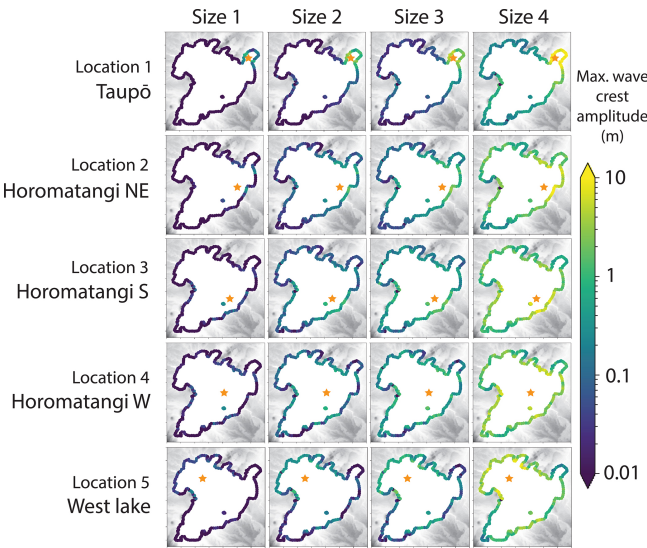 Size 1
Size 2
Size 3
Size 4
Location 1
Taupō
Location 2
Horomatangi NE
Location 3
Horomatangi S
Location 4
Horomatangi W
Location 5
West lake
Max. wave
crest
amplitude
(m)
10
1
0.1
0.01